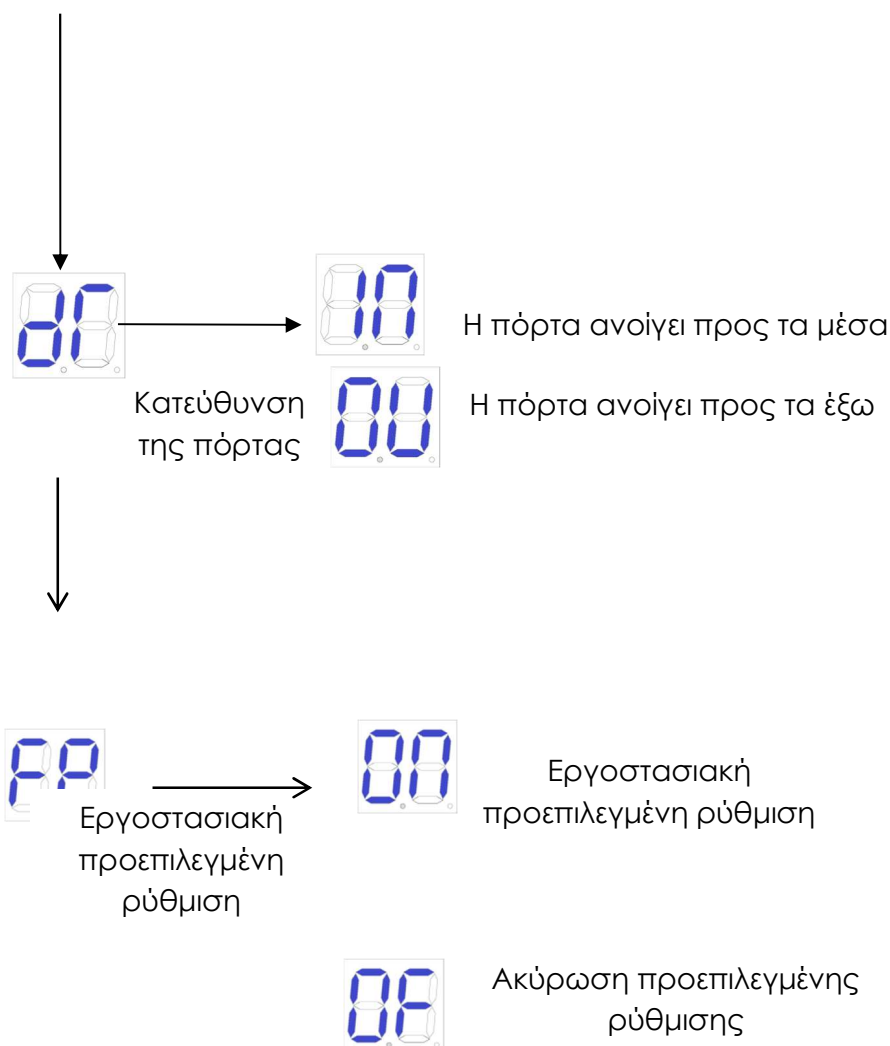 dΓ
IN
Η πόρτα ανοίγει προς τα μέσα
Κατεύθυνση
της πόρτας
OU
Η πόρτα ανοίγει προς τα έξω
FP
Εργοστασιακή
προεπιλεγμένη
ρύθμιση
ON
Εργοστασιακή
προεπιλεγμένη ρύθμιση
OF
Ακύρωση προεπιλεγμένης
ρύθμισης